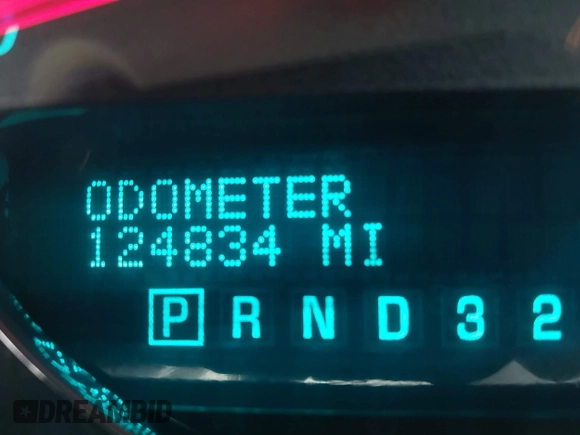 ODOMETER
124834 MI
P R N D 3 2
DREAMBID